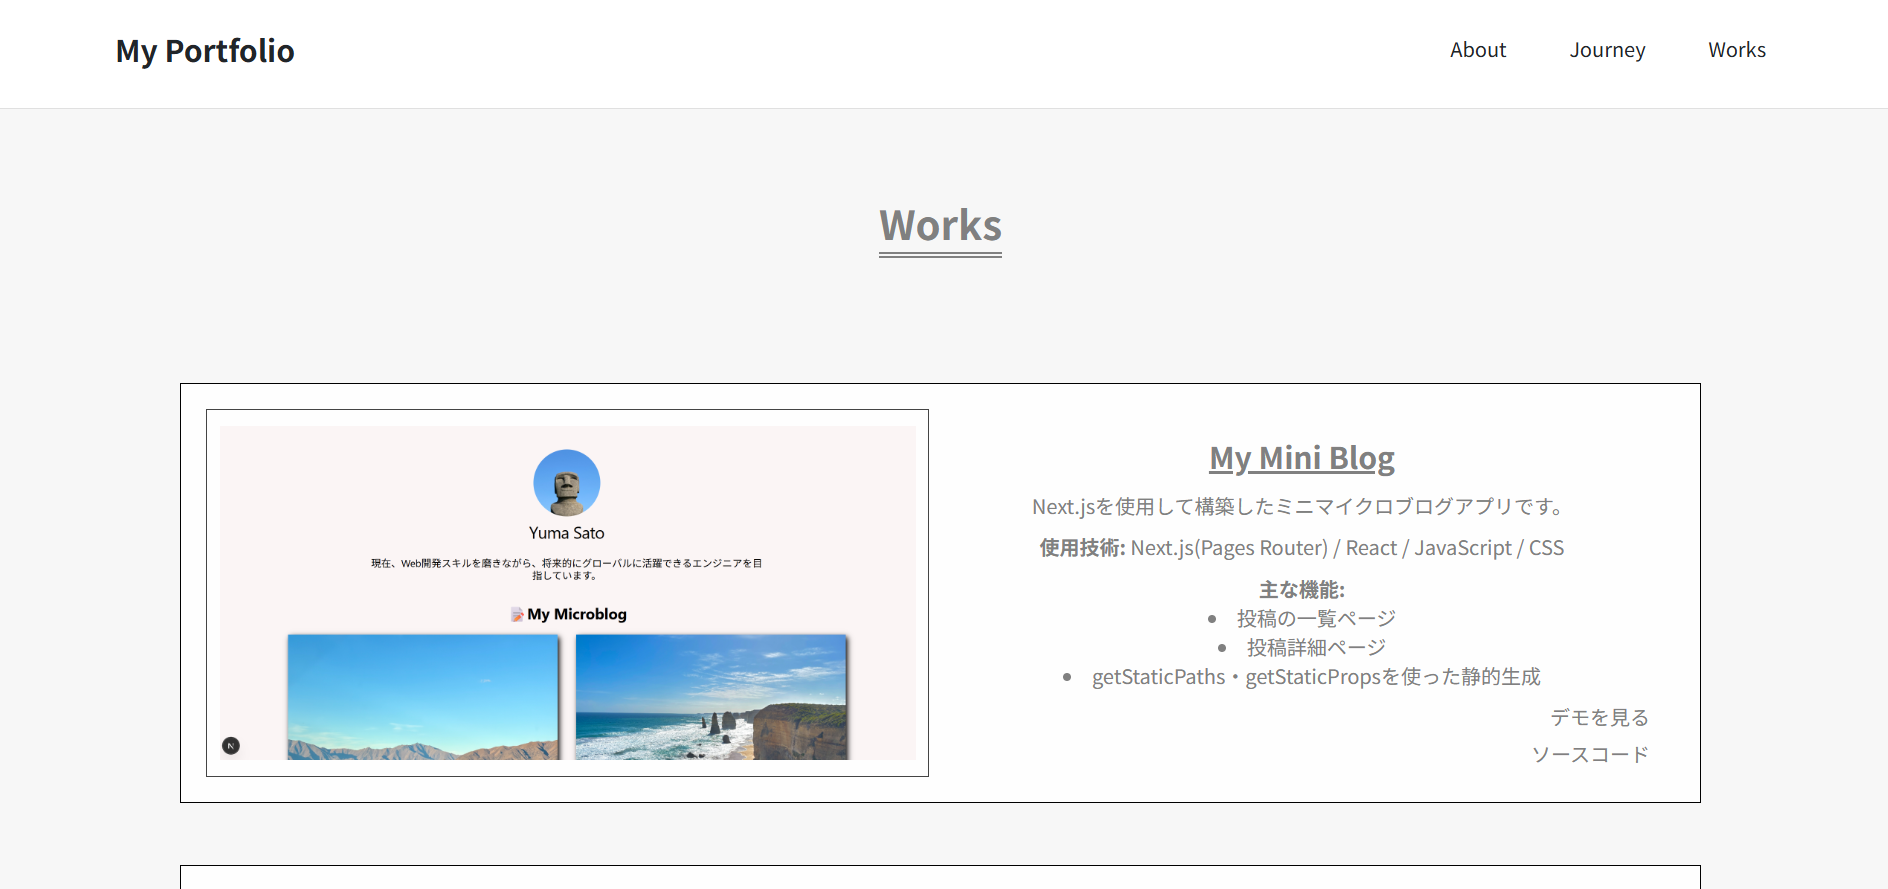 My Portfolio
About Journey Works
Works
Yuma Sato
現在、Web開発スキルを磨きながら、将来的にグローバルに活躍できるエンジニアを目
指しています。
📝 My Microblog
N
My Mini Blog
Next.jsを使用して構築したミニマイクロブログアプリです。
使用技術: Next.js(Pages Router) / React / JavaScript / CSS
主な機能:
• 投稿の一覧ページ
• 投稿詳細ページ
• getStaticPaths・getStaticPropsを使った静的生成
デモを見る
ソースコード